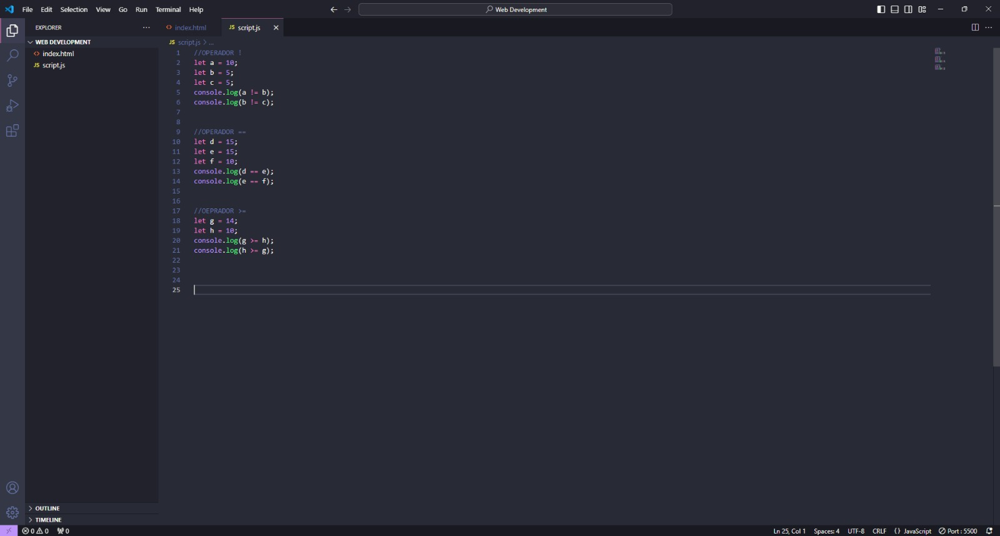 File Edit Selection View Go Run Terminal Help
Web Development
EXPLORER
index.html
JS script.js
WEB DEVELOPMENT
index.html
JS script.js
JS script.js > ...
1 //OPERADOR !
2 let a = 10;
3 let b = 5;
4 let c = 5;
5 console.log(a != b);
6 console.log(b != c);
7
8
9 //OPERADOR ==
10 let d = 15;
11 let e = 15;
12 let f = 10;
13 console.log(d == e);
14 console.log(e == f);
15
16
17 //OEPRADOR >=
18 let g = 14;
19 let h = 10;
20 console.log(g >= h);
21 console.log(h >= g);
22
23
24
25
OUTLINE
TIMELINE
0 0 0
Ln 25, Col 1 Spaces: 4 UTF-8 CRLF {} JavaScript Port : 5500